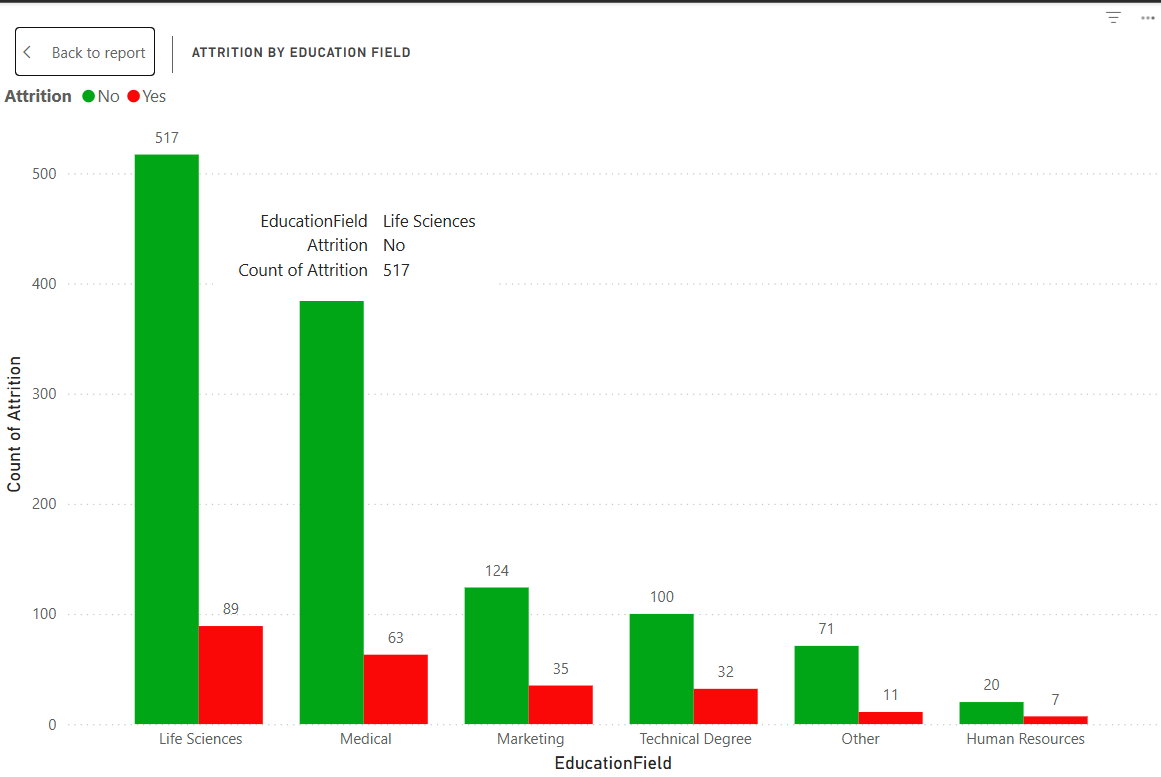 Back to report
ATTRITION BY EDUCATION FIELD
Attrition No Yes
517
500
EducationField Life Sciences
Attrition No
Count of Attrition 517
400
300
200
124
100
89
100
71
63
35
32
20
11
7
0
Count of Attrition
Life Sciences Medical Marketing Technical Degree Other Human Resources
EducationField